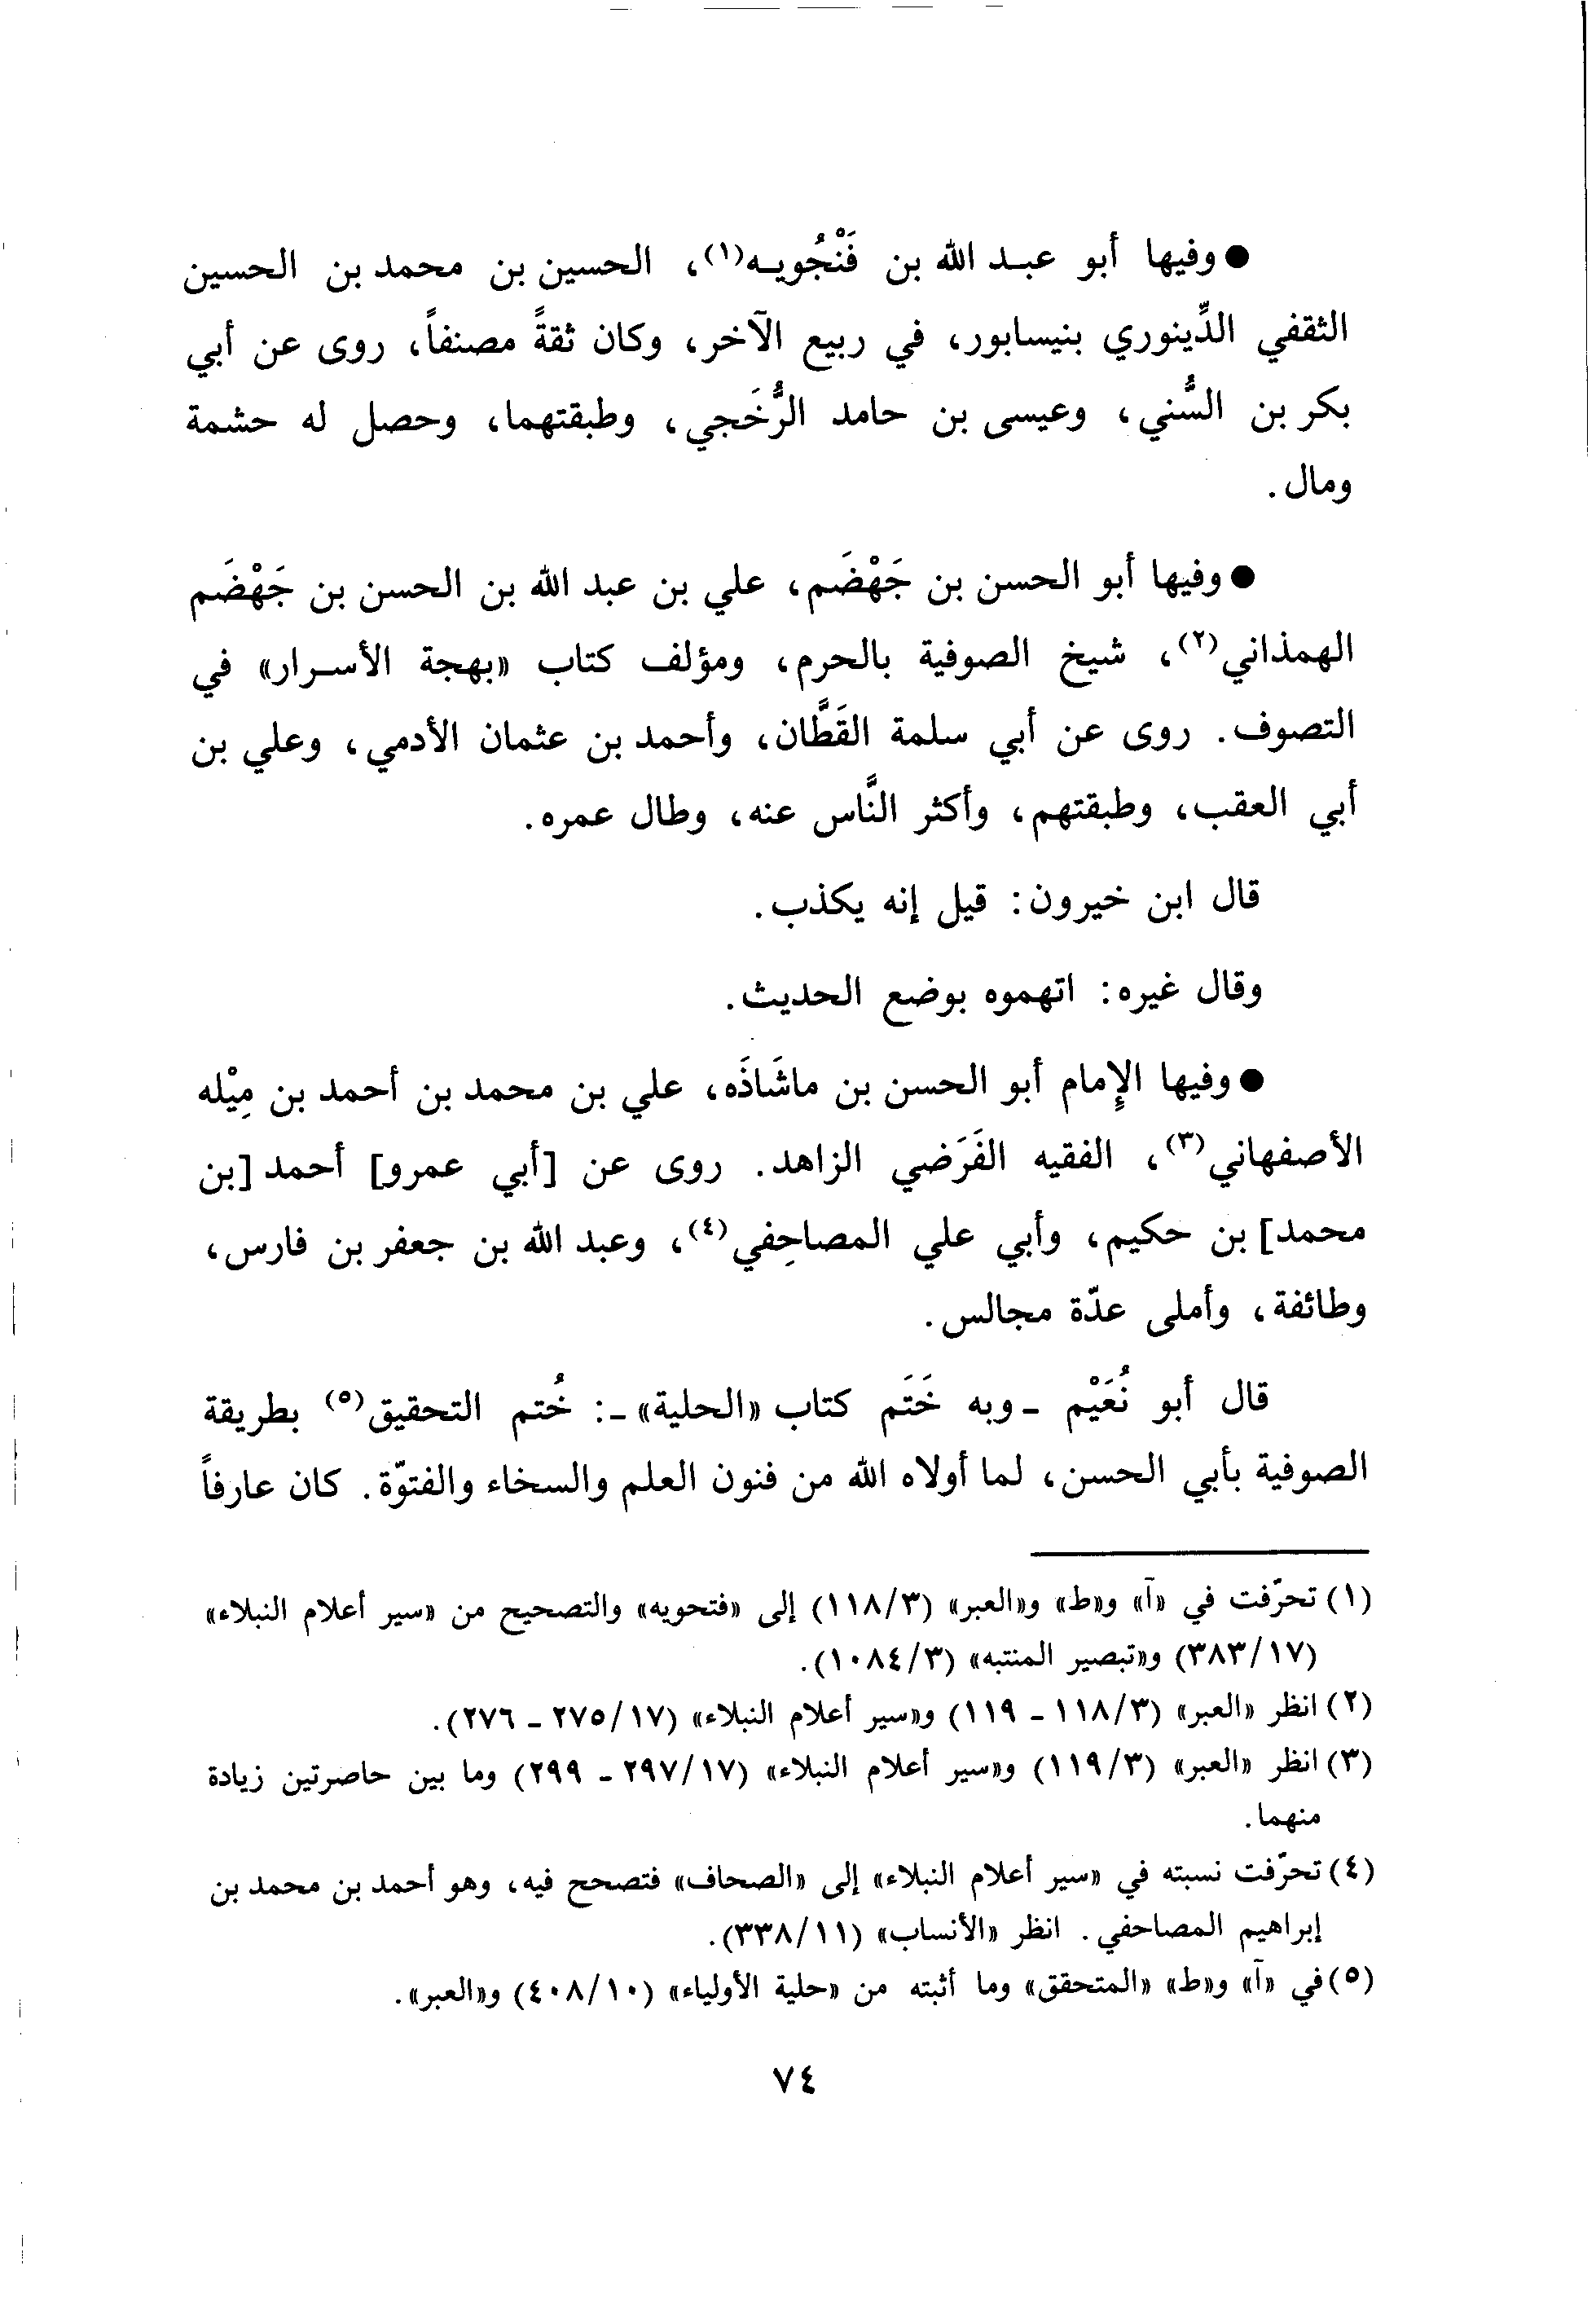 ● وفيها أبو عبد الله بن فَنْجُويه(١)، الحسين بن محمد بن الحسين
الثقفي الدِّينوري بنيسابور، في ربيع الآخر، وكان ثقةً مصنفاً، روى عن أبي
بكر بن السُّني، وعيسى بن حامد الرُّخَجي، وطبقتهما، وحصل له حشمة
ومال.
● وفيها أبو الحسن بن جَهْضَم، علي بن عبد الله بن الحسن بن جَهْضَم
الهمذاني(٢)، شيخ الصوفية بالحرم، ومؤلف كتاب «بهجة الأسرار» في
التصوف. روى عن أبي سلمة القَطَّان، وأحمد بن عثمان الأدمي، وعلي بن
أبي العقب، وطبقتهم، وأكثر النَّاس عنه، وطال عمره.
قال ابن خيرون: قيل إنه يكذب.
وقال غيره: اتهموه بوضع الحديث.
● وفيها الإِمام أبو الحسن بن ماشَاذَه، علي بن محمد بن أحمد بن مِيْله
الأصفهاني(٣)، الفقيه الفَرَضي الزاهد. روى عن [أبي عمرو] أحمد [بن
محمد] بن حكيم، وأبي علي المصاحِفي(٤)، وعبد الله بن جعفر بن فارس،
وطائفة، وأملى عدّة مجالس.
قال أبو نُعَيْم - وبه خَتَم كتاب «الحلية» -: خُتم التحقيق(٥) بطريقة
الصوفية بأبي الحسن، لما أولاه الله من فنون العلم والسخاء والفتوّة. كان عارفاً
(١) تحرّفت في «آ» و«ط» و«العبر» (١١٨/٣) إلى «فتحويه» والتصحيح من «سير أعلام النبلاء»
(٣٨٣/١٧) و«تبصير المنتبه» (١٠٨٤/٣).
(٢) انظر «العبر» (١١٨/٣ - ١١٩) و«سير أعلام النبلاء» (٢٧٥/١٧ - ٢٧٦).
(٣) انظر «العبر» (١١٩/٣) و«سير أعلام النبلاء» (٢٩٧/١٧ - ٢٩٩) وما بين حاصرتين زيادة
منهما.
(٤) تحرّفت نسبته في «سير أعلام النبلاء» إلى «الصحاف» فتصحح فيه، وهو أحمد بن محمد بن
إبراهيم المصاحفي. انظر «الأنساب» (٣٣٨/١١).
(٥) في «آ» و«ط» «المتحقق» وما أثبته من «حلية الأولياء» (٤٠٨/١٠) و«العبر».
٧٤